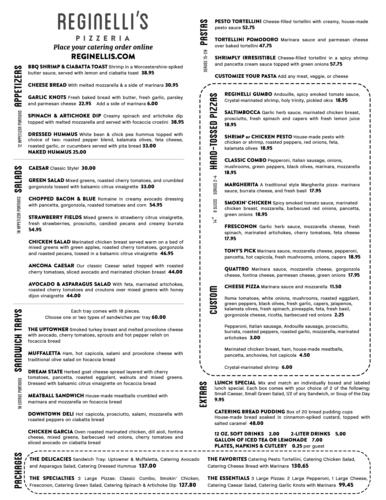 REGINELLI'S
PIZZERIA
Place your catering order online
REGINELLIS.COM
APPETIZERS
12 APPETIZER PORTIONS
BBQ SHRIMP & CIABATTA TOAST Shrimp in a Worcestershire-spiked
butter sauce, served with lemon and ciabatta toast 38.95
CHEESE BREAD With melted mozzarella & a side of marinara 30.95
GARLIC KNOTS Fresh baked bread with butter, fresh garlic, parsley
and parmesan cheese 22.95 Add a side of marinara 6.00
SPINACH & ARTICHOKE DIP Creamy spinach and artichoke dip
topped with melted mozzarella and served with focaccia crostini 38.95
DRESSED HUMMUS White bean & chick pea hummus topped with
choice of two: roasted pepper blend, kalamata olives, feta cheese,
roasted garlic, or cucumbers served with pita bread 33.00
NAKED HUMMUS 25.00
SALADS
CAESAR Classic Style! 30.00
GREEN SALAD Mixed greens, roasted cherry tomatoes, and crumbled
gorgonzola tossed with balsamic citrus vinaigrette 33.00
CHOPPED BACON & BLUE Romaine in creamy avocado dressing
with pancetta, gorgonzola, roasted tomatoes and corn 54.95
STRAWBERRY FIELDS Mixed greens in strawberry citrus vinaigrette,
fresh strawberries, prosciutto, candied pecans and creamy burrata
54.95
CHICKEN SALAD Marinated chicken breast served warm on a bed of
mixed greens with green apples, roasted cherry tomatoes, gorgonzola
and roasted pecans, tossed in a balsamic citrus vinaigrette 46.95
ANCONA CAESAR Our classic Caesar salad topped with roasted
cherry tomatoes, sliced avocado and marinated chicken breast 44.00
AVOCADO & ASPARAGUS SALAD With feta, marinated artichokes,
roasted cherry tomatoes and croutons over mixed greens with honey
dijon vinaigrette 44.00
SANDWICH TRAYS
Each tray comes with 18 pieces.
Choose one or two types of sandwiches per tray 60.00
THE UPTOWNER Smoked turkey breast and melted provolone cheese
with avocado, cherry tomatoes, sprouts and hot pepper relish on
focaccia bread
MUFFALETTA Ham, hot capicola, salami and provolone cheese with
traditional olive salad on focaccia bread
DREAM STATE Herbed goat cheese spread layered with cherry
tomatoes, pancetta, roasted eggplant, walnuts and mixed greens.
Dressed with balsamic citrus vinaigrette on focaccia bread
MEATBALL SANDWICH House-made meatballs crumbled with
marinara and mozzarella on focaccia bread
DOWNTOWN DELI Hot capicola, prosciutto, salami, mozzarella with
roasted peppers on ciabatta bread
CHICKEN GARCIA Oven roasted marinated chicken, dill aioli, fontina
cheese, mixed greens, barbecued red onions, cherry tomatoes and
sliced avocado on ciabatta bread
PASTAS
SERVES 15-20
PESTO TORTELLINI Cheese-filled tortellini with creamy, house-made
pesto sauce 52.75
TORTELLINI POMODORO Marinara sauce and parmesan cheese
over baked tortellini 47.75
SHRIMPLY IRRESISTIBLE Cheese-filled tortellini in a spicy shrimp
and pancetta cream sauce topped with green onions 57.75
CUSTOMIZE YOUR PASTA Add any meat, veggie, or cheese
HAND-TOSSED PIZZAS
14" 8 SLICES SERVES 2-4
REGINELLI GUMBO Andouille, spicy smoked tomato sauce,
Crystal-marinated shrimp, holy trinity, pickled okra 18.95
SALTIMBOCCA Garlic herb sauce, marinated chicken breast,
prosciutto, fresh spinach and capers with fresh lemon juice
18.95
SHRIMP or CHICKEN PESTO House-made pesto with
chicken or shrimp, roasted peppers, red onions, feta,
kalamata olives 18.95
CLASSIC COMBO Pepperoni, Italian sausage, onions,
mushrooms, green peppers, black olives, marinara, mozzarella
18.95
MARGHERITA A traditional style Margherita pizza- marinara
sauce, burrata cheese, and fresh basil 17.95
SMOKIN' CHICKEN Spicy smoked tomato sauce, marinated
chicken breast, mozzarella, barbecued red onions, pancetta,
green onions 18.95
FRESCONON Garlic herb sauce, mozzarella cheese, fresh
spinach, marinated artichokes, cherry tomatoes, feta cheese
17.95
TONY'S PICK Marinara sauce, mozzarella cheese, pepperoni,
pancetta, hot capicola, fresh mushrooms, onions, capers 18.95
QUATTRO Marinara sauce, mozzarella cheese, gorgonzola
cheese, fontina cheese, parmesan cheese, green onions 17.95
CUSTOM
CHEESE PIZZA Marinara sauce and mozzarella 11.50
Roma tomatoes, white onions, mushrooms, roasted eggplant,
green peppers, black olives, fresh garlic, capers, jalapenos,
kalamata olives, fresh spinach, pineapple, feta, fresh basil,
gorgonzola cheese, ricotta, barbecued red onions 2.25
Pepperoni, Italian sausage, Andouille sausage, prosciutto,
burrata, roasted peppers, roasted garlic, mozzarella, marinated
artichokes 3.00
Marinated chicken breast, ham, house-made meatballs,
pancetta, anchovies, hot capicola 4.50
Crystal-marinated shrimp 6.00
EXTRAS
LUNCH SPECIAL Mix and match an individually boxed and labeled
lunch special. Each box comes with your choice of 2 of the following:
Small Caesar, Small Green Salad, 1/2 of any Sandwich, or Soup of the Day
9.95
CATERING BREAD PUDDING Box of 20 bread pudding cups
House-made bread soaked in cinnamon-spiked custard, topped with
salted caramel 48.00
12 OZ. SOFT DRINKS 2.00 2-LITER DRINKS 5.00
GALLON OF ICED TEA OR LEMONADE 7.00
PLATES, NAPKINS & CUTLERY 0.25 per guest
PACKAGES
THE DELICACIES Sandwich Tray: Uptowner & Muffaletta, Catering Avocado
and Asparagus Salad, Catering Dressed Hummus 137.00
THE SPECIALTIES 3 Large Pizzas: Classic Combo, Smokin' Chicken,
Fresconon, Catering Green Salad, Catering Spinach & Artichoke Dip 127.80
THE FAVORITES Catering Pesto Tortellini, Catering Chicken Salad,
Catering Cheese Bread with Marinara 130.65
THE ESSENTIALS 3 Large Pizzas: 2 Large Pepperoni, 1 Large Cheese,
Catering Caesar Salad, Catering Garlic Knots with Marinara 99.45